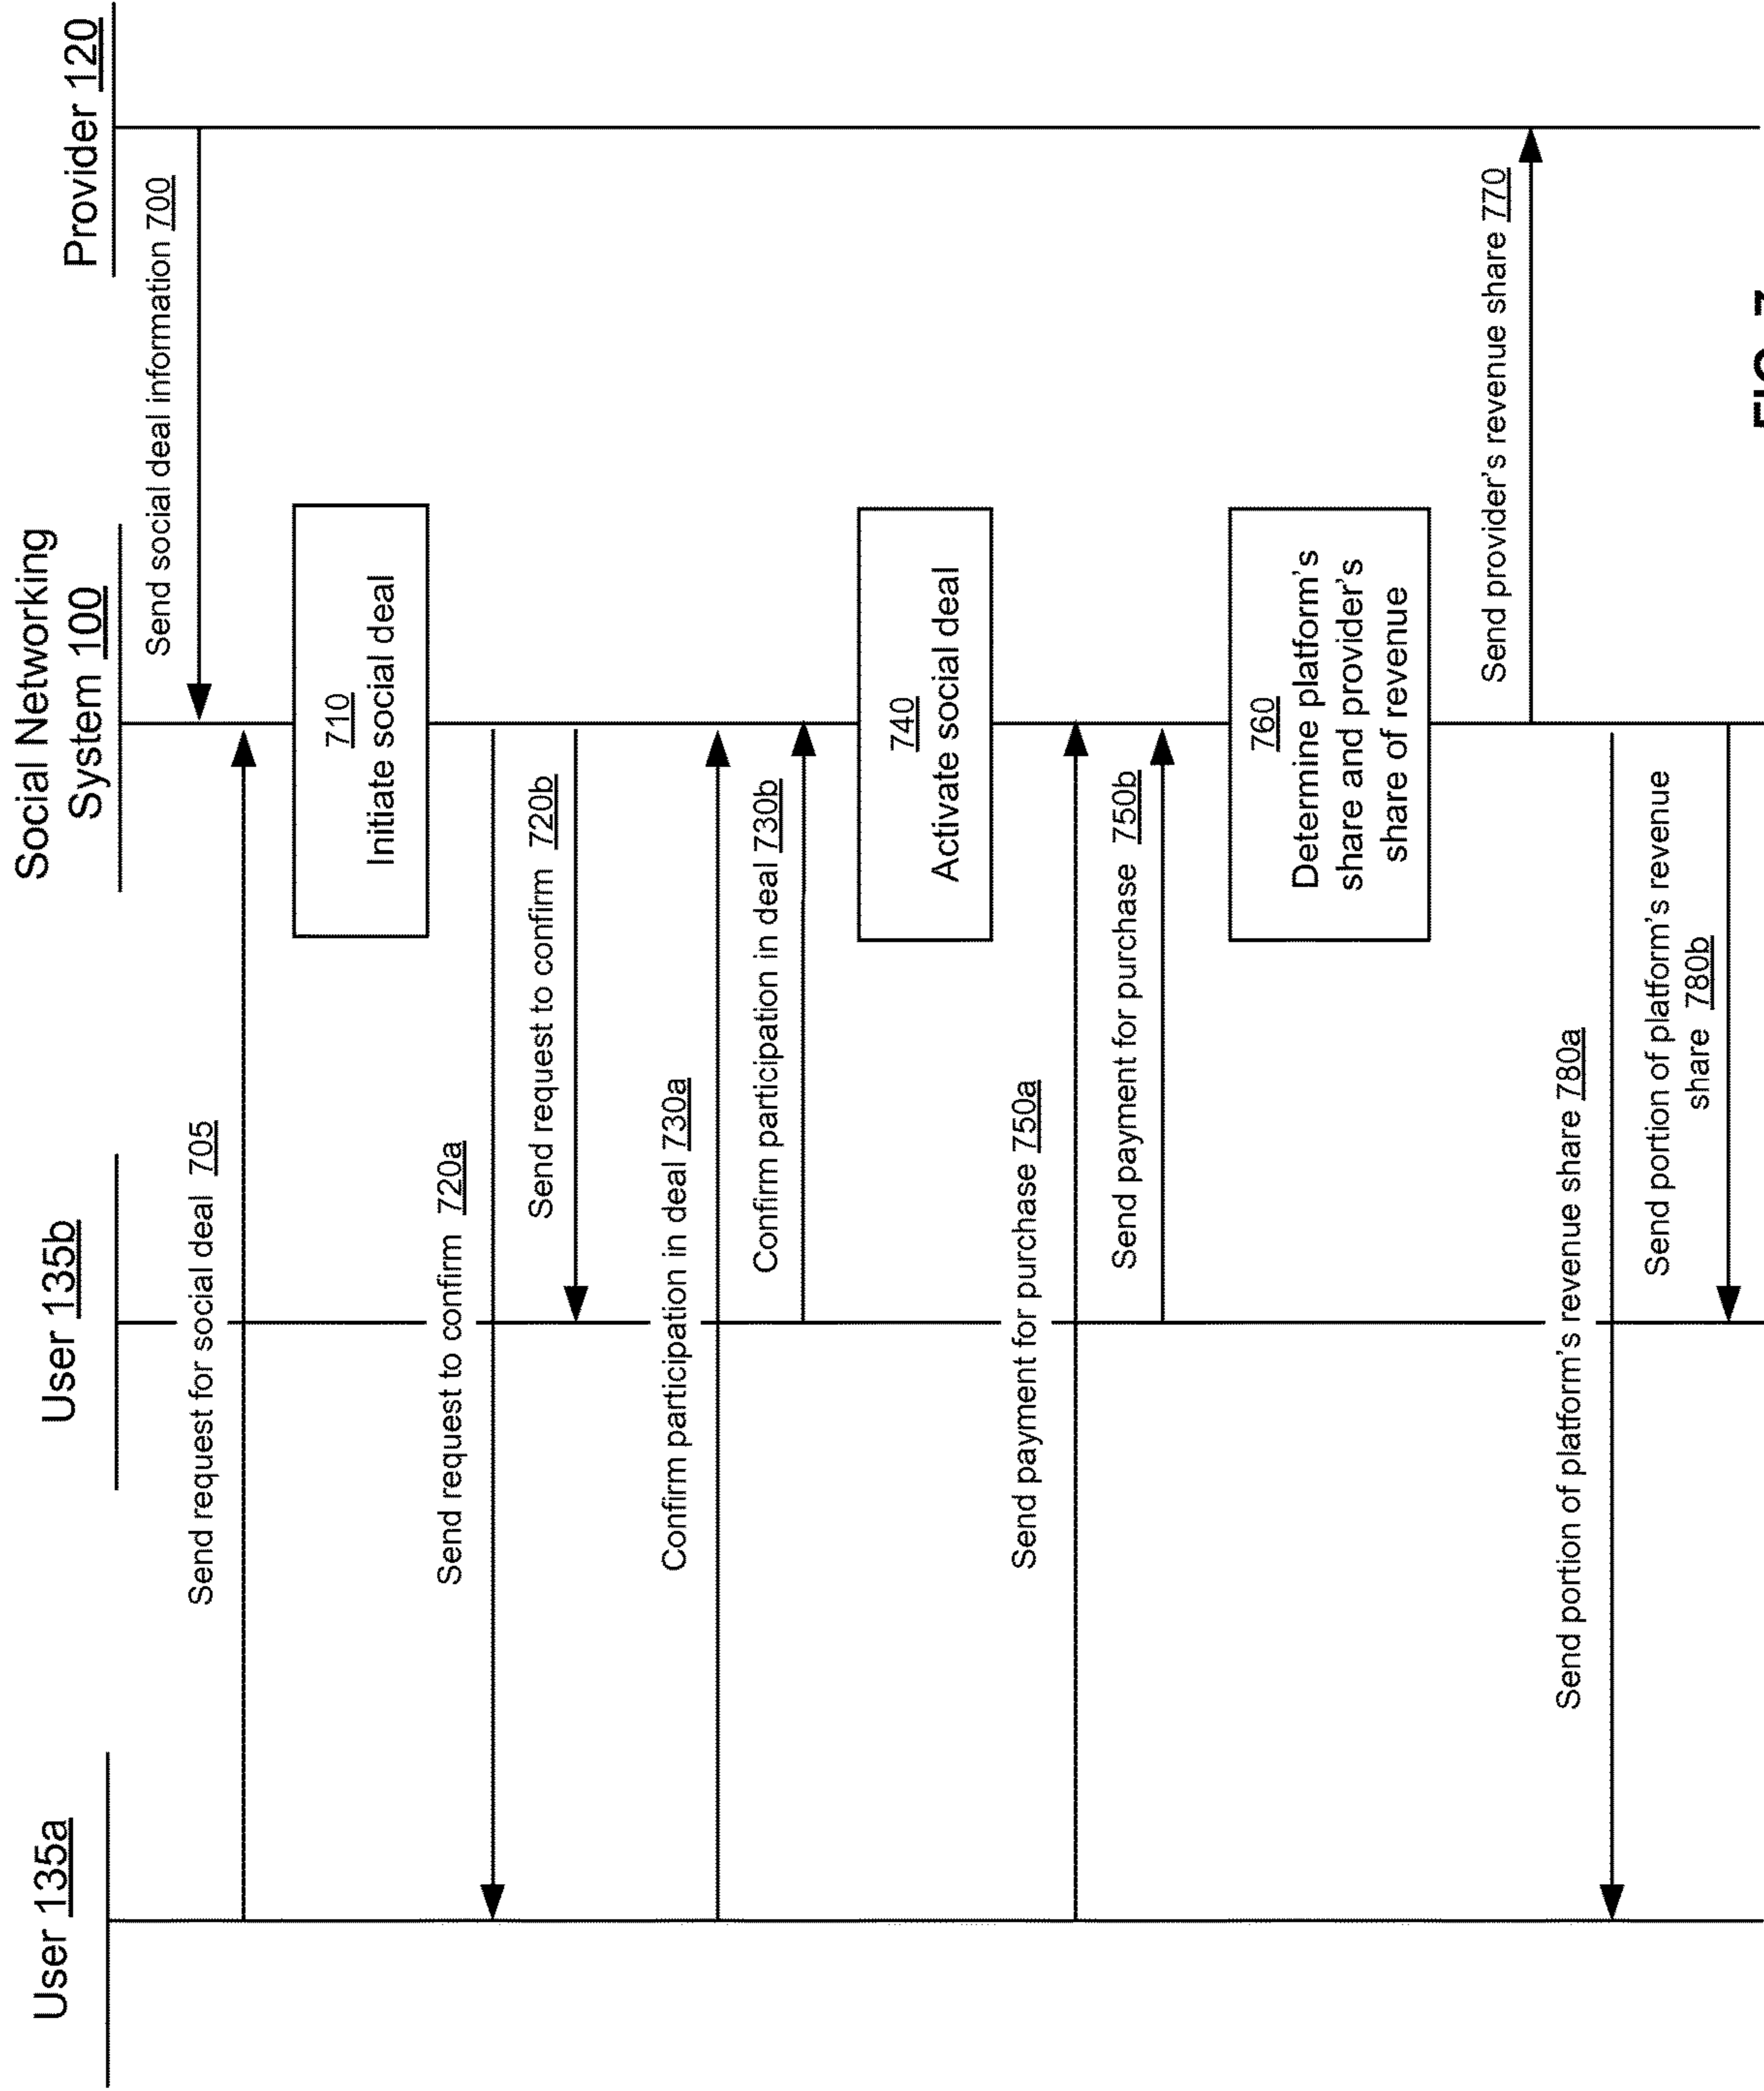 User 135a
User 135b
Social Networking
System 100
Provider 120
Send social deal information 700
Send request for social deal 705
710
Initiate social deal
Send request to confirm 720a
Send request to confirm 720b
Confirm participation in deal 730a
Confirm participation in deal 730b
740
Activate social deal
Send payment for purchase 750a
Send payment for purchase 750b
760
Determine platform's
share and provider's
share of revenue
Send provider's revenue share 770
Send portion of platform's revenue share 780a
Send portion of platform's revenue
share 780b
FIG. 7